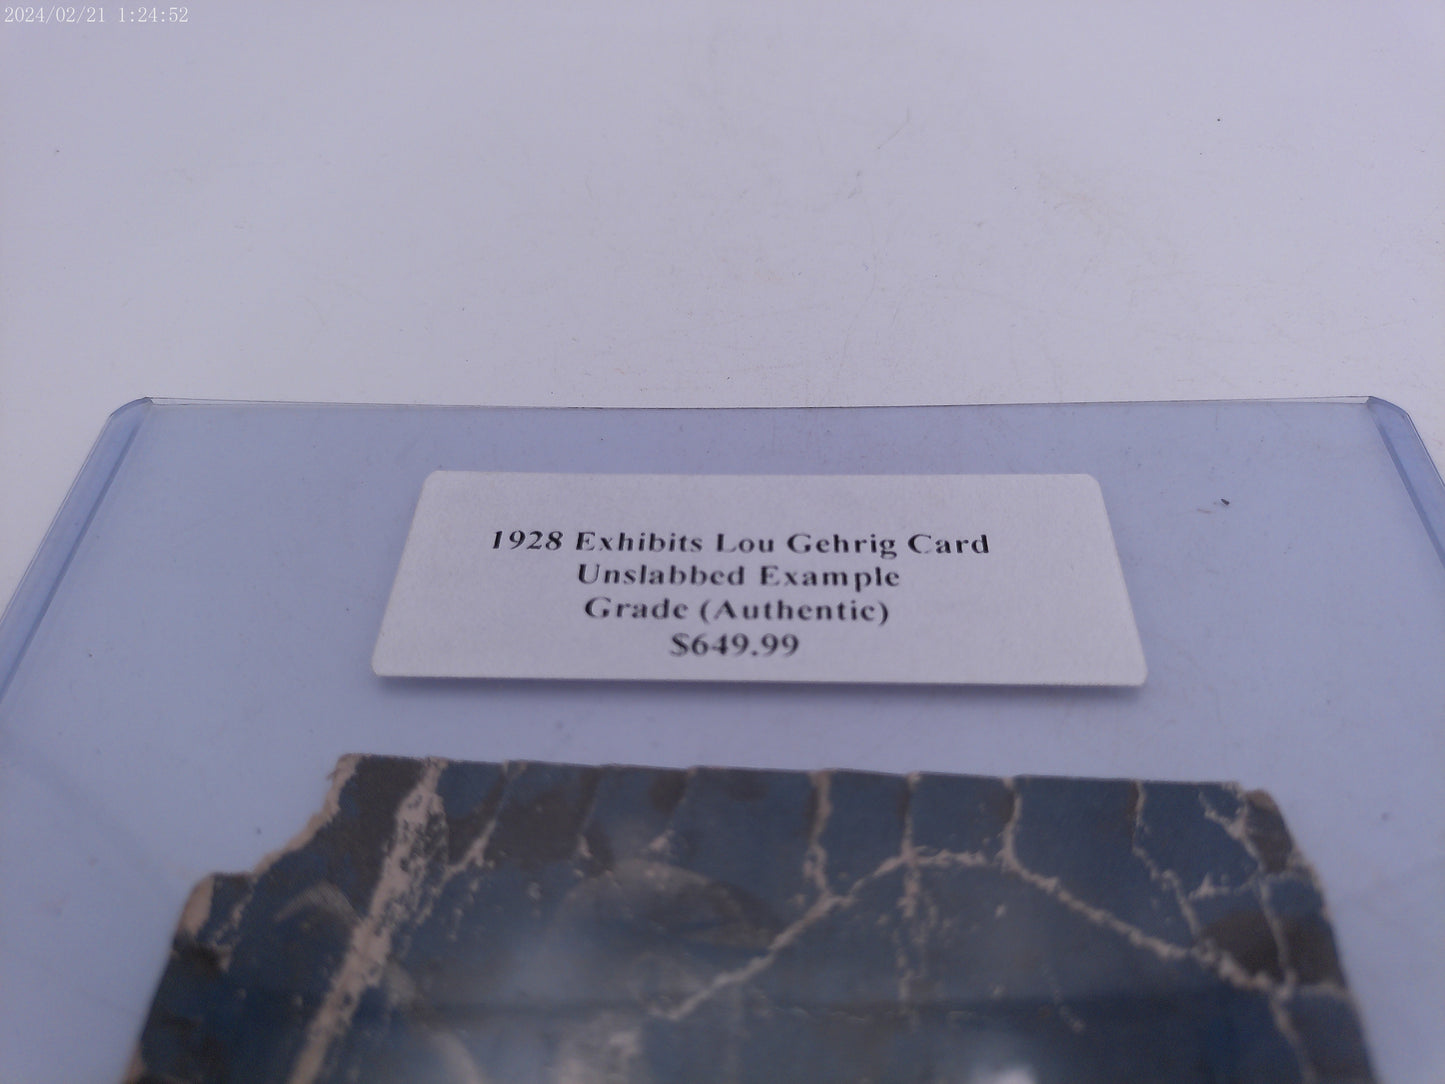 2024/02/21 1:24:52
1928 Exhibits Lou Gehrig Card
Unslabbed Example
Grade (Authentic)
$649.99